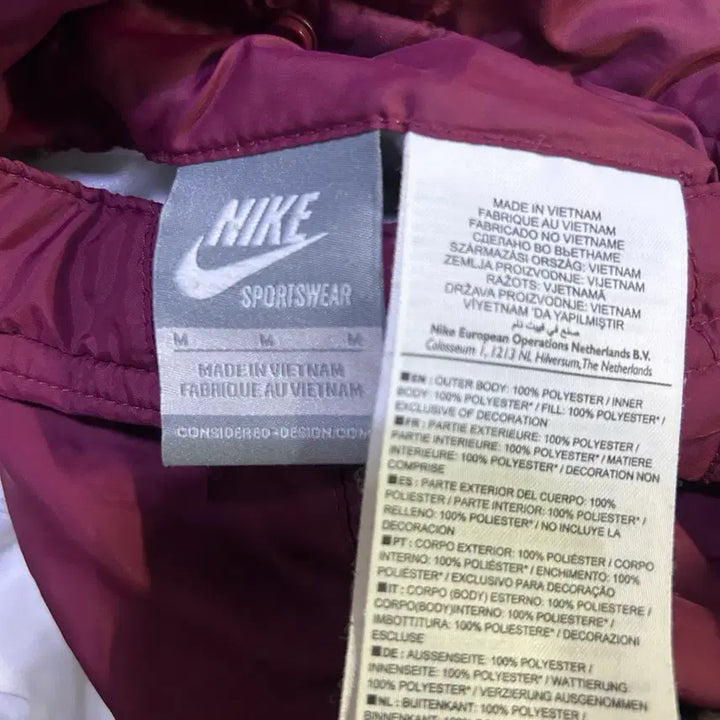 NIKE
SPORTSWEAR
M M M
MADE IN VIETNAM
FABRIQUE AU VIETNAM
CONSIDERED-DESIGN.COM
MADE IN VIETNAM
FABRIQUE AU VIETNAM
FABRICADO NO VIETNAME
СДЕЛАНО ВО ВЬЕТНАМЕ
SZÁRMAZÁSI ORSZÁG: VIETNAM
ZEMLJA PROIZVODNJE: VIJETNAM
RAŽOTS: VJETNAMĀ
DRŽAVA PROIZVODNJE: VIETNAM
VİYETNAM 'DA YAPILMIŞTIR
صنع في فيت نام
Nike European Operations Netherlands B.V.
Colosseum 1, 1213 NL Hilversum, The Netherlands
■EN : OUTER BODY: 100% POLYESTER / INNER
BODY: 100% POLYESTER* / FILL: 100% POLYESTER* /
EXCLUSIVE OF DECORATION
■FR : PARTIE EXTERIEURE: 100% POLYESTER /
PARTIE INTERIEURE: 100% POLYESTER* / MATIERE
INTERIEURE: 100% POLYESTER* / DECORATION NON
COMPRISE
■ES : PARTE EXTERIOR DEL CUERPO: 100%
POLIESTER / PARTE INTERIOR: 100% POLIESTER* /
RELLENO: 100% POLIESTER* / NO INCLUYE LA
DECORACION
■PT : CORPO EXTERIOR: 100% POLIÉSTER / CORPO
INTERNO: 100% POLIÉSTER* / ENCHIMENTO: 100%
POLIÉSTER* / EXCLUSIVO PARA DECORAÇÃO
■IT : CORPO (BODY) ESTERNO: 100% POLIESTERE /
CORPO(BODY)INTERNO: 100% POLIESTERE* /
IMBOTTITURA: 100% POLIESTERE* / DECORAZIONI
ESCLUSE
■DE : AUSSENSEITE: 100% POLYESTER /
INNENSEITE: 100% POLYESTER* / WATTIERUNG:
100% POLYESTER* / VERZIERUNG AUSGENOMMEN
■NL : BUITENKANT: 100% POLYESTER /
BINNENKANT: 100% POLYESTER*